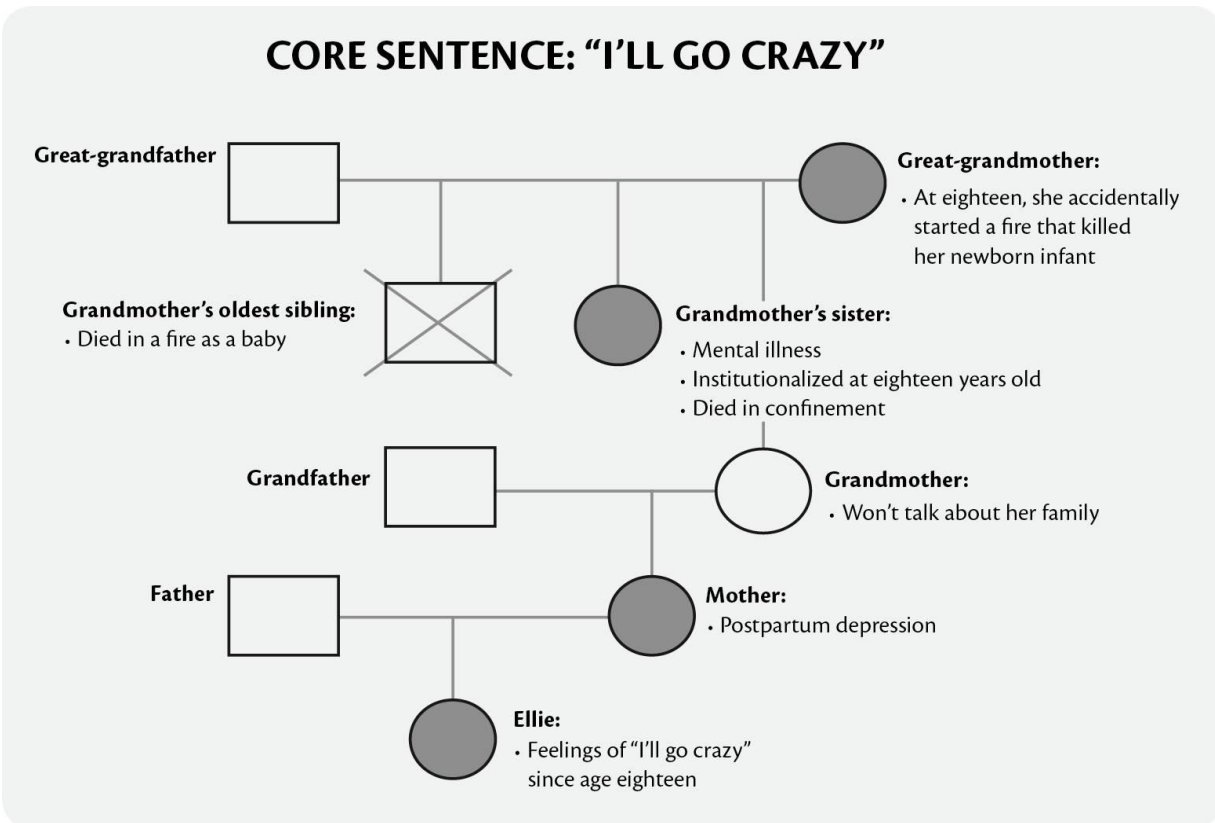 CORE SENTENCE: “I’LL GO CRAZY”
Great-grandfather
Great-grandmother:
• At eighteen, she accidentally
started a fire that killed
her newborn infant
Grandmother’s oldest sibling:
• Died in a fire as a baby
Grandmother’s sister:
• Mental illness
• Institutionalized at eighteen years old
• Died in confinement
Grandfather
Grandmother:
• Won’t talk about her family
Father
Mother:
• Postpartum depression
Ellie:
• Feelings of “I’ll go crazy”
since age eighteen